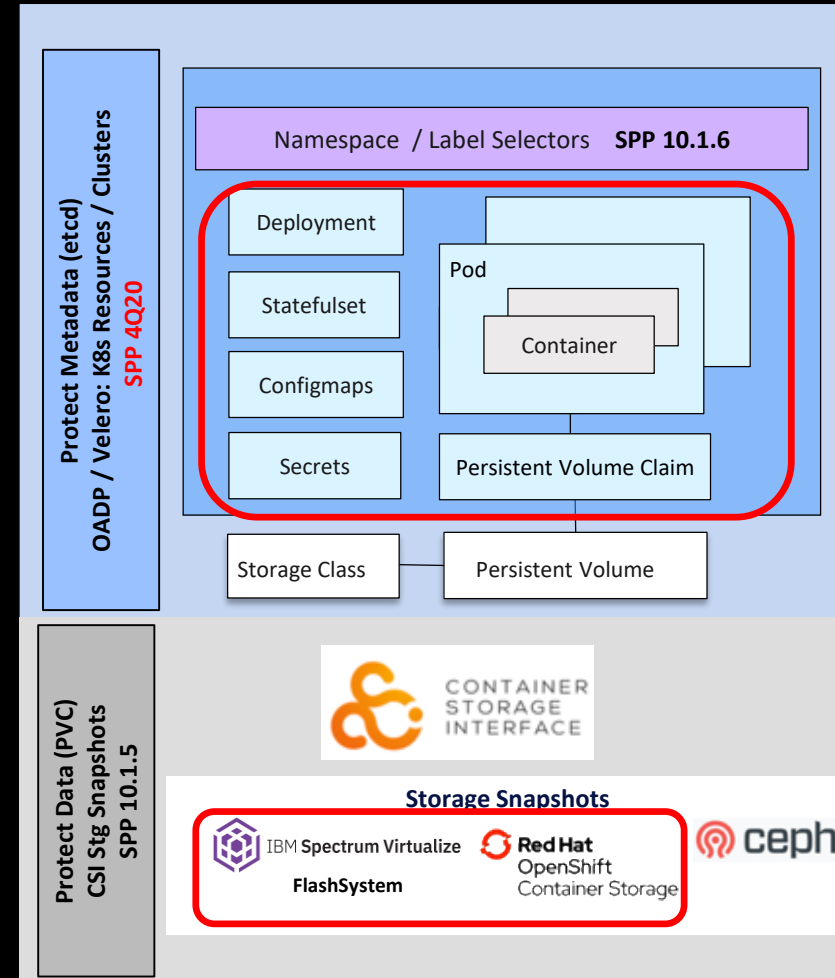 Protect Metadata (etcd)
OADP / Velero: K8s Resources / Clusters
SPP 4Q20
Namespace / Label Selectors SPP 10.1.6
Deployment
Statefulset
Configmaps
Secrets
Pod
Container
Persistent Volume Claim
Storage Class
Persistent Volume
Protect Data (PVC)
CSI Stg Snapshots
SPP 10.1.5
CONTAINER
STORAGE
INTERFACE
Storage Snapshots
IBM Spectrum Virtualize
FlashSystem
Red Hat
OpenShift
Container Storage
ceph